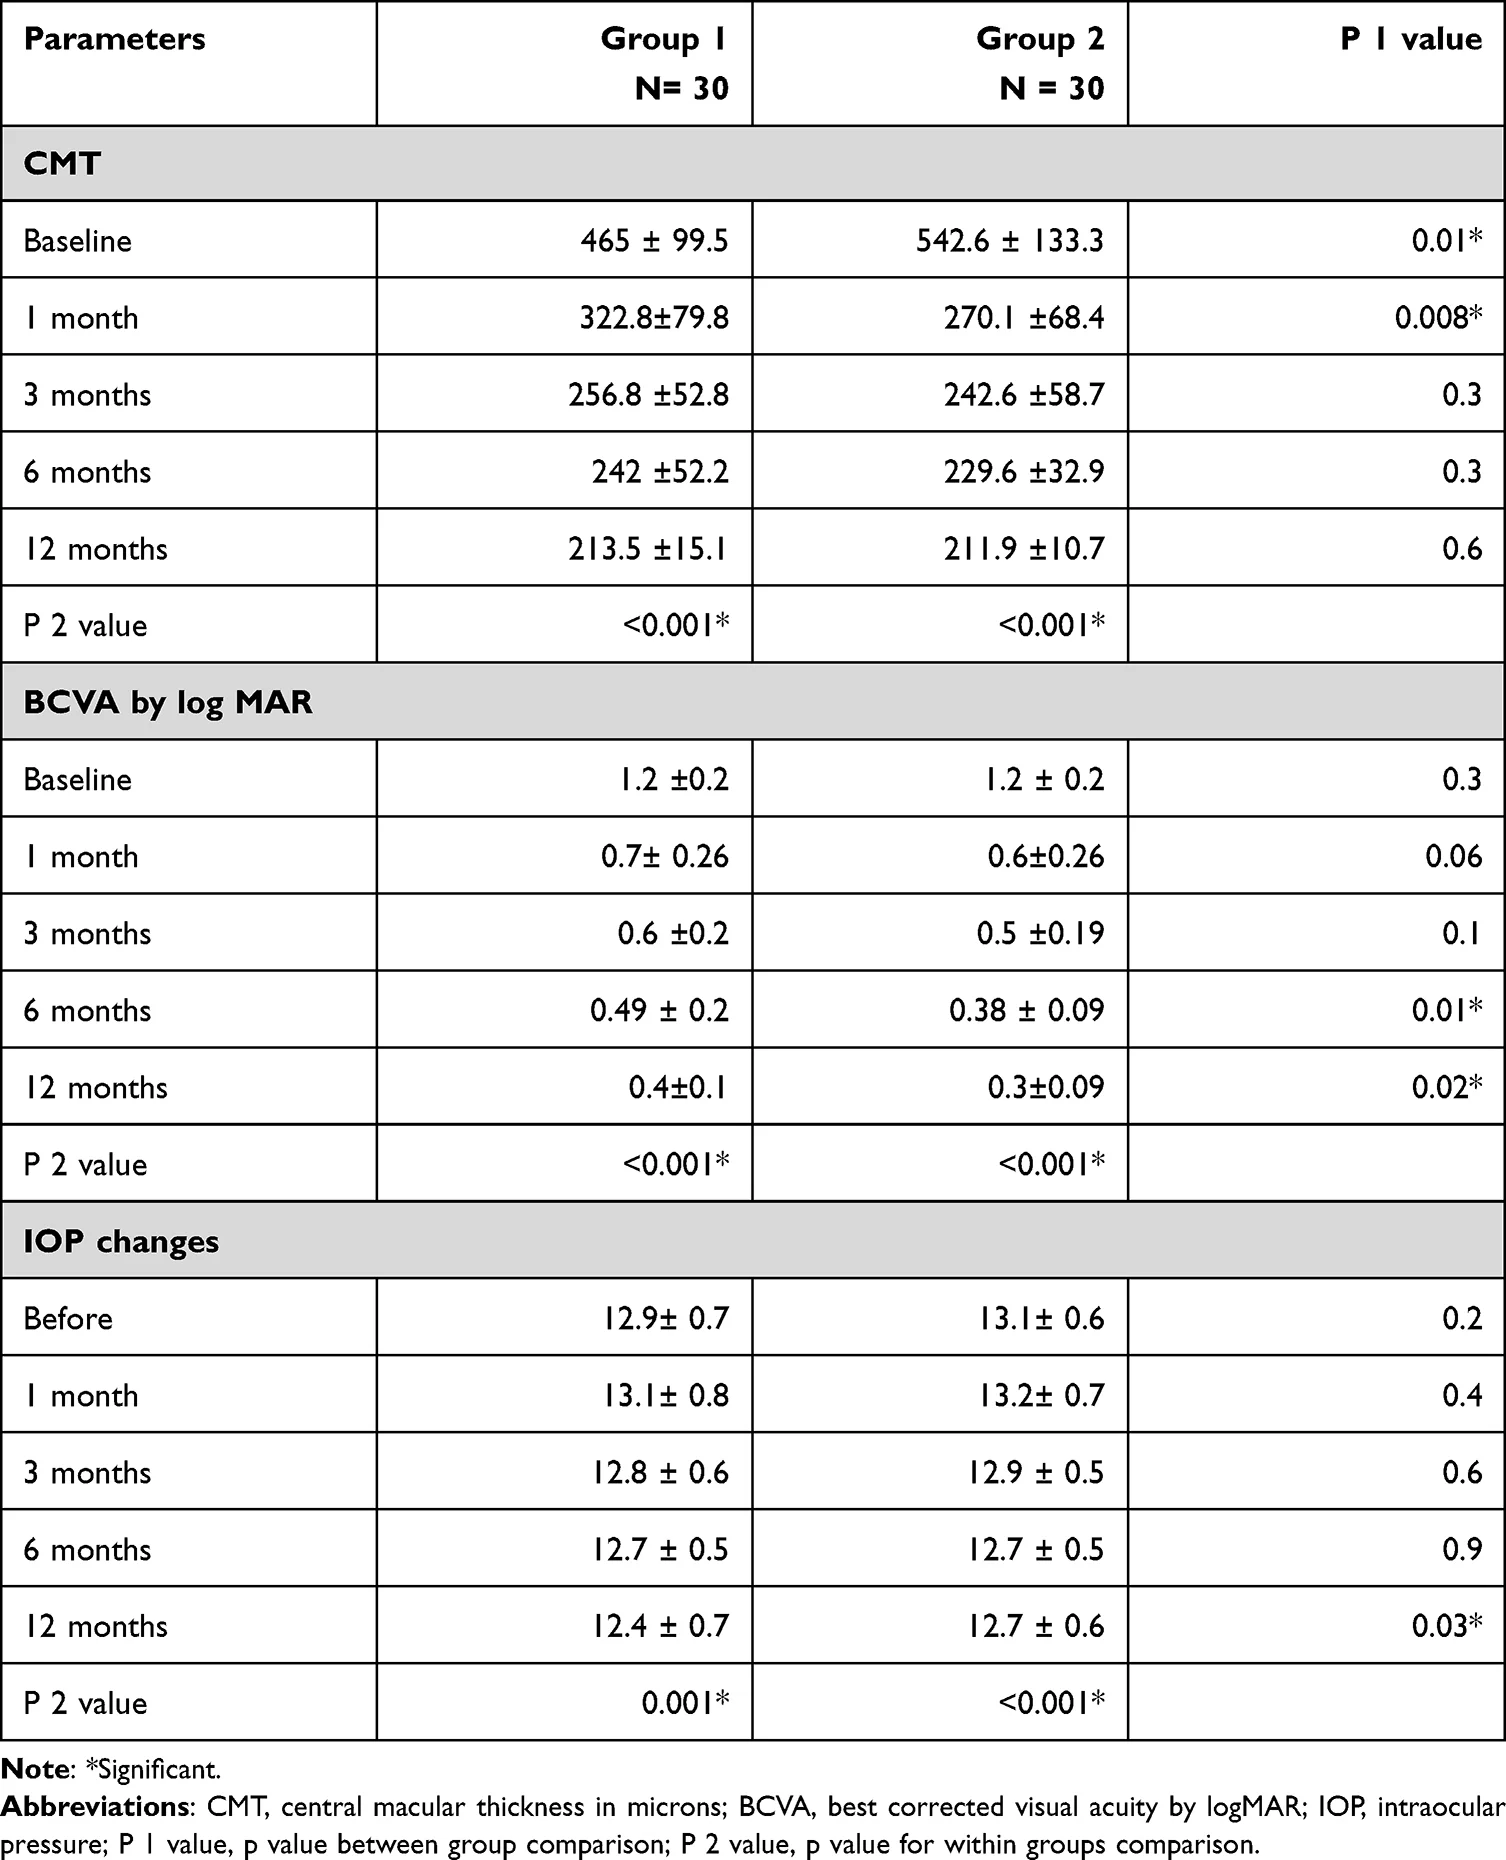 Parameters Group 1 Group 2 P 1 value
N= 30 N = 30
CMT
Baseline 465 ± 99.5 542.6 ± 133.3 0.01*
1 month 322.8±79.8 270.1 ±68.4 0.008*
3 months 256.8 ±52.8 242.6 ±58.7 0.3
6 months 242 ±52.2 229.6 ±32.9 0.3
12 months 213.5 ±15.1 211.9 ±10.7 0.6
P 2 value <0.001* <0.001*
BCVA by log MAR
Baseline 1.2 ±0.2 1.2 ± 0.2 0.3
1 month 0.7± 0.26 0.6±0.26 0.06
3 months 0.6 ±0.2 0.5 ±0.19 0.1
6 months 0.49 ± 0.2 0.38 ± 0.09 0.01*
12 months 0.4±0.1 0.3±0.09 0.02*
P 2 value <0.001* <0.001*
IOP changes
Before 12.9± 0.7 13.1± 0.6 0.2
1 month 13.1± 0.8 13.2± 0.7 0.4
3 months 12.8 ± 0.6 12.9 ± 0.5 0.6
6 months 12.7 ± 0.5 12.7 ± 0.5 0.9
12 months 12.4 ± 0.7 12.7 ± 0.6 0.03*
P 2 value 0.001* <0.001*
Note: *Significant.
Abbreviations: CMT, central macular thickness in microns; BCVA, best corrected visual acuity by logMAR; IOP, intraocular
pressure; P 1 value, p value between group comparison; P 2 value, p value for within groups comparison.